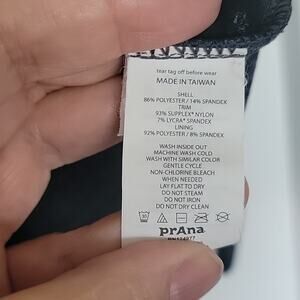 tear tag off before wear
MADE IN TAIWAN
SHELL
86% POLYESTER / 14% SPANDEX
TRIM
93% SUPPLEX® NYLON
7% LYCRA® SPANDEX
LINING
92% POLYESTER / 8% SPANDEX
WASH INSIDE OUT
MACHINE WASH COLD
WASH WITH SIMILAR COLOR
GENTLE CYCLE
NON-CHLORINE BLEACH
WHEN NEEDED
LAY FLAT TO DRY
DO NOT STEAM
DO NOT IRON
DO NOT DRY CLEAN
30
prAna